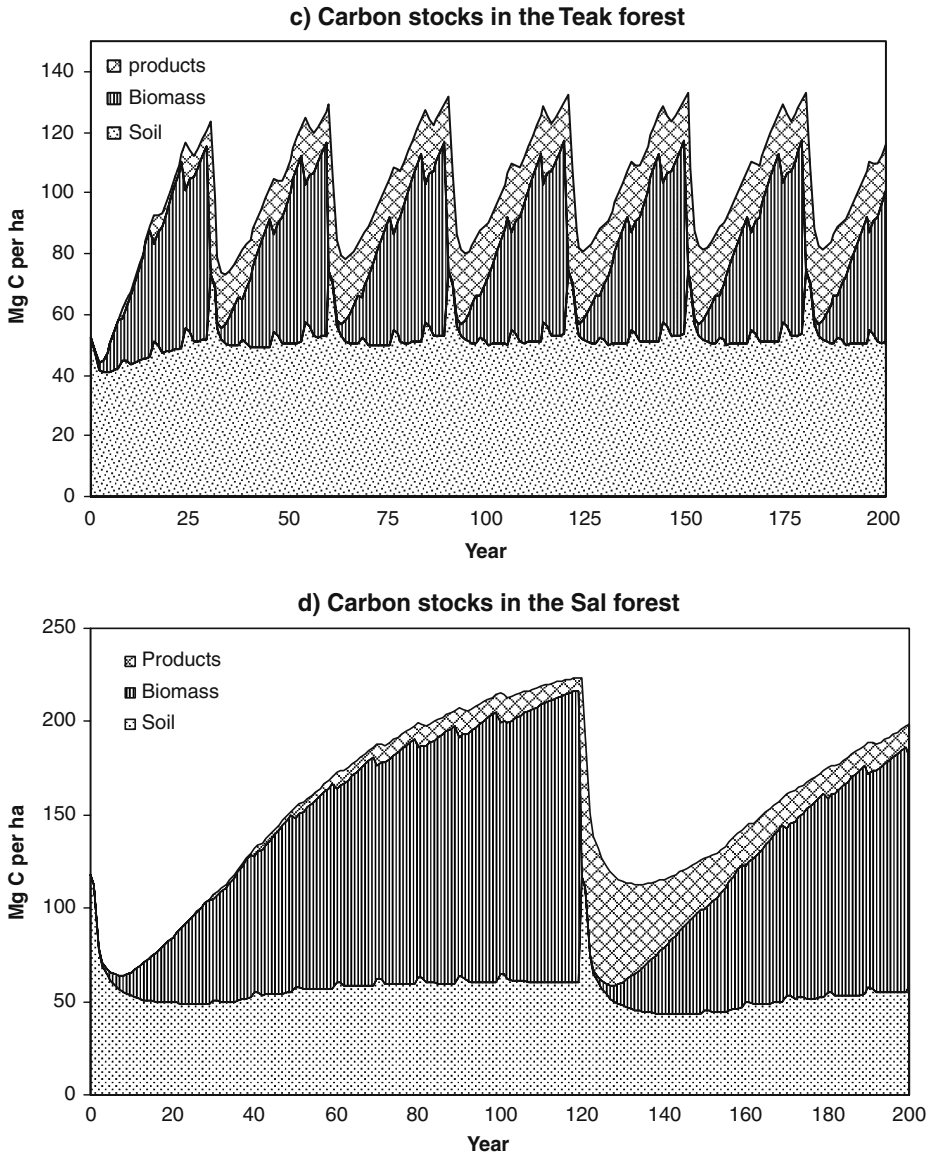 c) Carbon stocks in the Teak forest
Mg C per ha
140
120
100
80
60
40
20
0
products
Biomass
Soil
0 25 50 75 100 125 150 175 200
Year
d) Carbon stocks in the Sal forest
Mg C per ha
250
200
150
100
50
0
Products
Biomass
Soil
0 20 40 60 80 100 120 140 160 180 200
Year